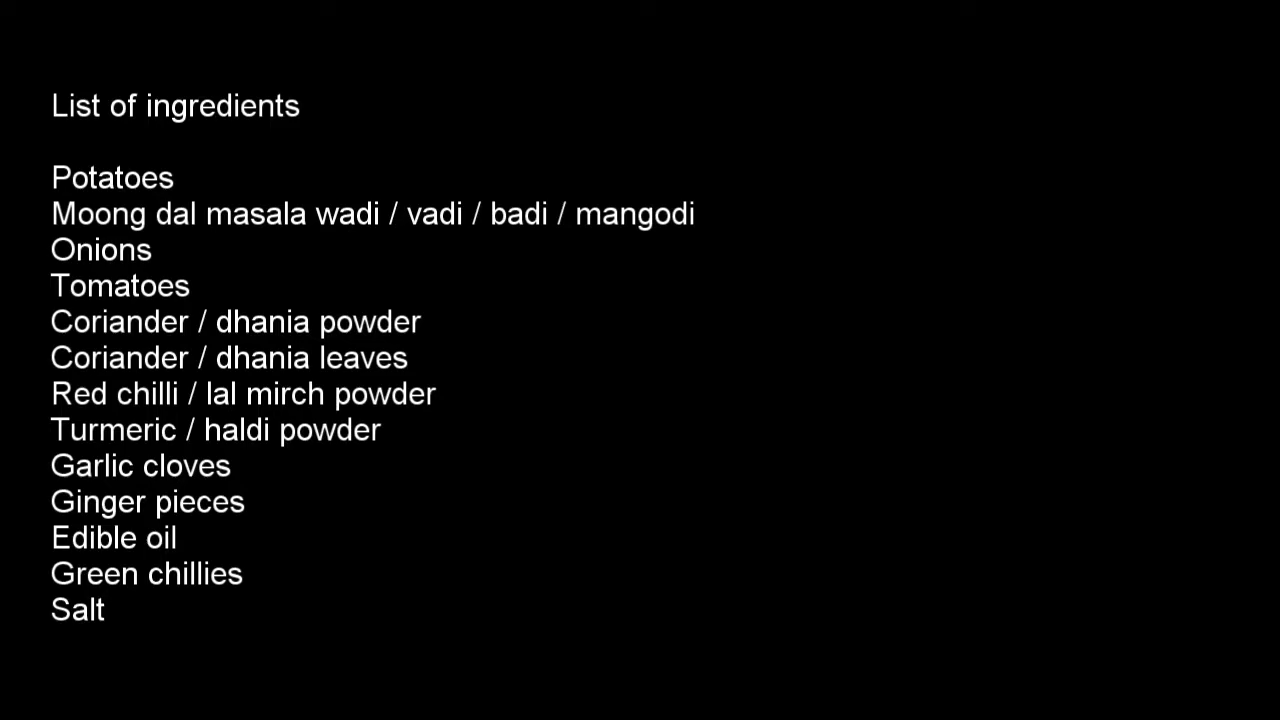 List of ingredients
Potatoes
Moong dal masala wadi / vadi / badi / mangodi
Onions
Tomatoes
Coriander / dhania powder
Coriander / dhania leaves
Red chilli / lal mirch powder
Turmeric / haldi powder
Garlic cloves
Ginger pieces
Edible oil
Green chillies
Salt